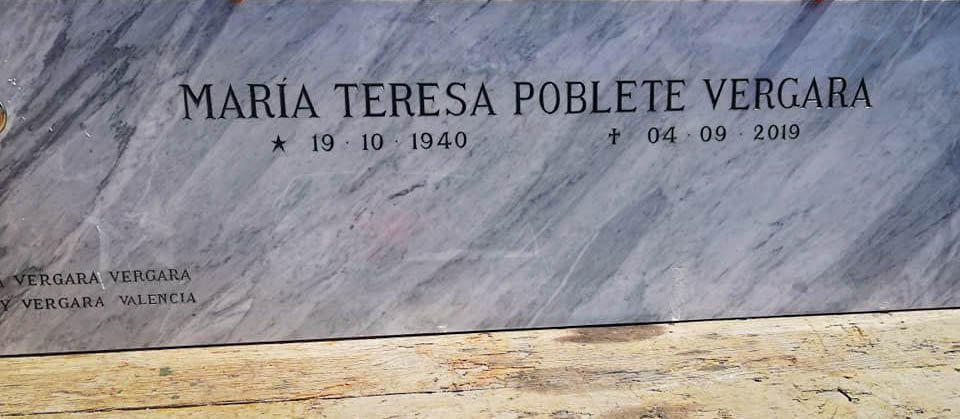 MARÍA TERESA POBLETE VERGARA
★ 19 · 10 · 1940 ✝ 04 · 09 · 2019
VERGARA VERGARA
VERGARA VALENCIA